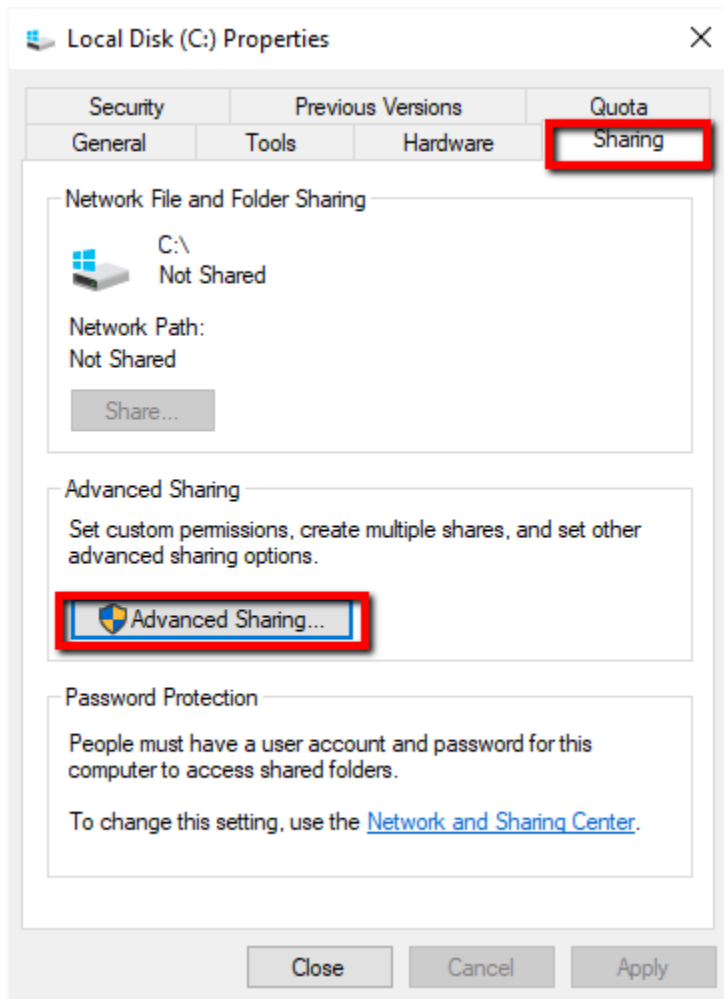 Local Disk (C:) Properties
Security
Previous Versions
Quota
General
Tools
Hardware
Sharing
Network File and Folder Sharing
C:\
Not Shared
Network Path:
Not Shared
Share...
Advanced Sharing
Set custom permissions, create multiple shares, and set other
advanced sharing options.
Advanced Sharing...
Password Protection
People must have a user account and password for this
computer to access shared folders.
To change this setting, use the Network and Sharing Center.
Close
Cancel
Apply